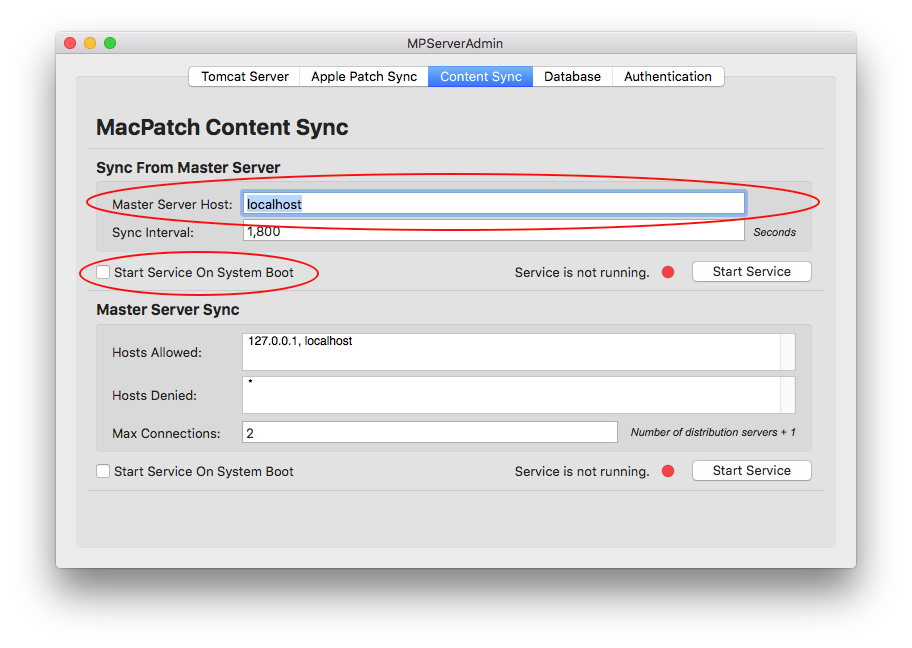 MPServerAdmin
Tomcat Server Apple Patch Sync Content Sync Database Authentication
MacPatch Content Sync
Sync From Master Server
Master Server Host: localhost
Sync Interval: 1,800 Seconds
Start Service On System Boot Service is not running. Start Service
Master Server Sync
Hosts Allowed: 127.0.0.1, localhost
Hosts Denied: *
Max Connections: 2 Number of distribution servers + 1
Start Service On System Boot Service is not running. Start Service